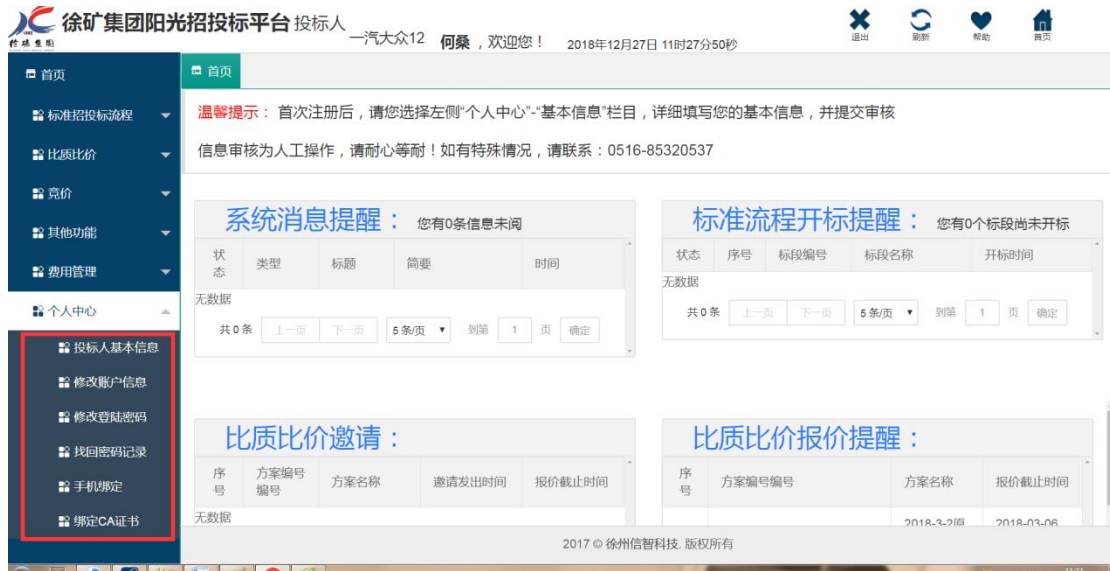 徐矿集团
徐矿集团阳光招投标平台 投标人 一汽大众12 何桑 ，欢迎您！ 2018年12月27日 11时27分50秒
退出 刷新 帮助 首页
首页
标准招投标流程
比质比价
竞价
其他功能
费用管理
个人中心
投标人基本信息
修改账户信息
修改登陆密码
找回密码记录
手机绑定
绑定CA证书
首页
温馨提示： 首次注册后，请您选择左侧“个人中心”-“基本信息”栏目，详细填写您的基本信息，并提交审核
信息审核为人工操作，请耐心等耐！如有特殊情况，请联系：0516-85320537
系统消息提醒： 您有0条信息未阅
状态 类型 标题 简要 时间
无数据
共 0 条 上一页 下一页 5 条/页 到第 1 页 确定
标准流程开标提醒： 您有0个标段尚未开标
状态 序号 标段编号 标段名称 开标时间
无数据
共 0 条 上一页 下一页 5 条/页 到第 1 页 确定
比质比价邀请：
序号 方案编号编号 方案名称 邀请发出时间 报价截止时间
无数据
比质比价报价提醒：
序号 方案编号编号 方案名称 报价截止时间
2018-3-2原 2018-03-06
2017 © 徐州信智科技. 版权所有